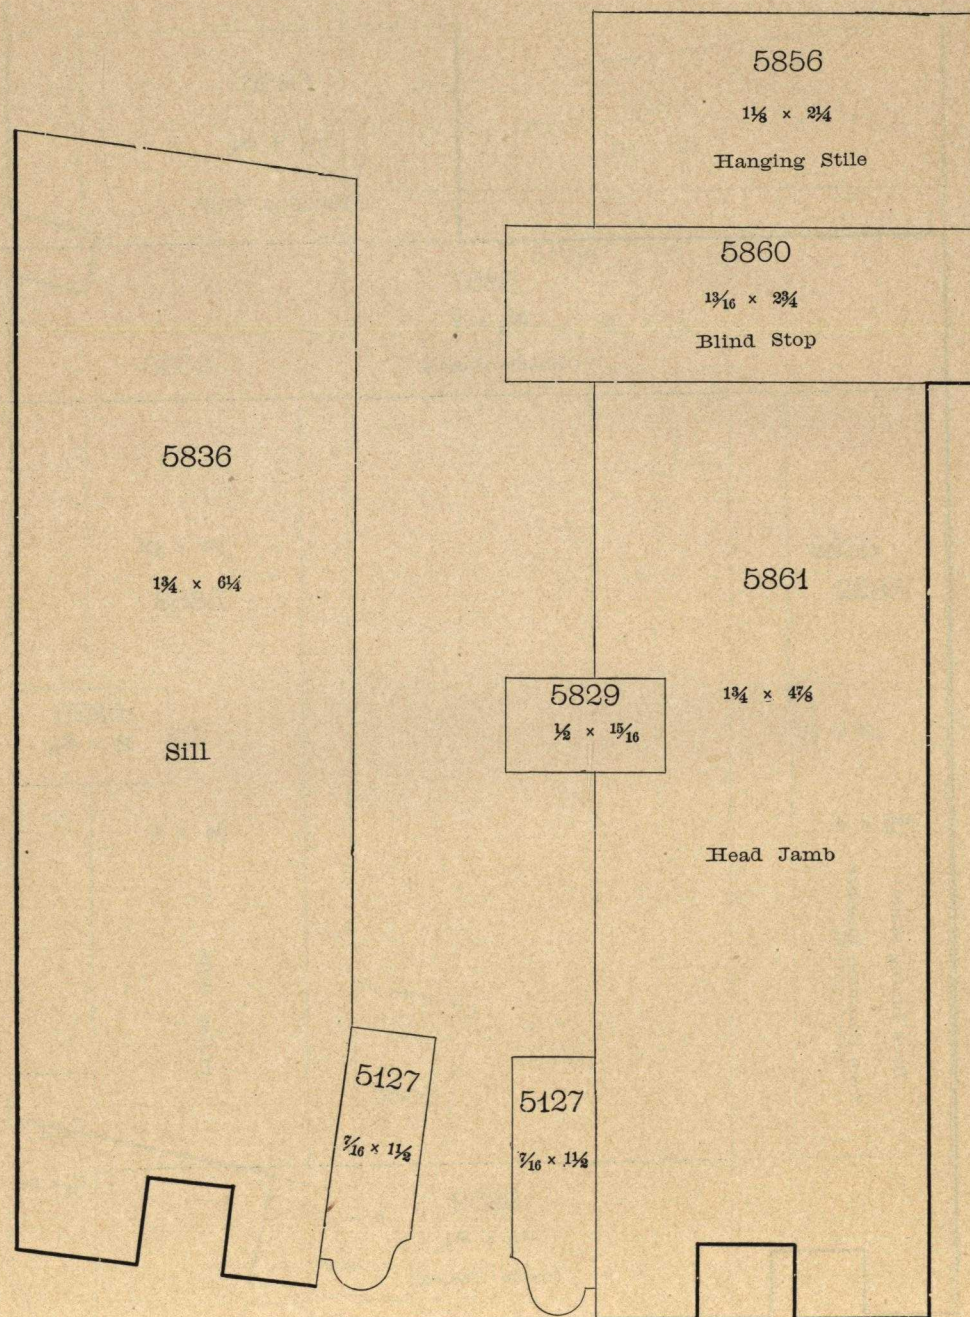 5856
1⅛ × 2¼
Hanging Stile
5860
13/16 × 2¾
Blind Stop
5836
1¾ × 6¼
Sill
5861
1¾ × 4⅞
Head Jamb
5829
½ × 15/16
5127
7/16 × 1½
5127
7/16 × 1½